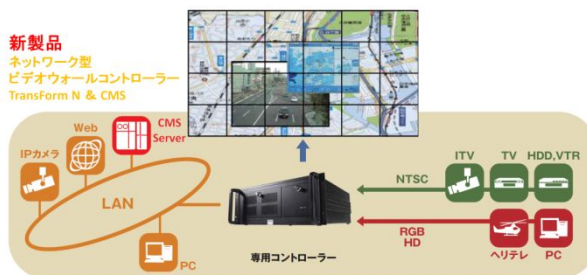 新製品
ネットワーク型
ビデオウォールコントローラー
TransForm N & CMS
CMS
Server
Web
IPカメラ
LAN
PC
専用コントローラー
NTSC
ITV
TV
HDD,VTR
RGB
HD
ヘリテレ
PC